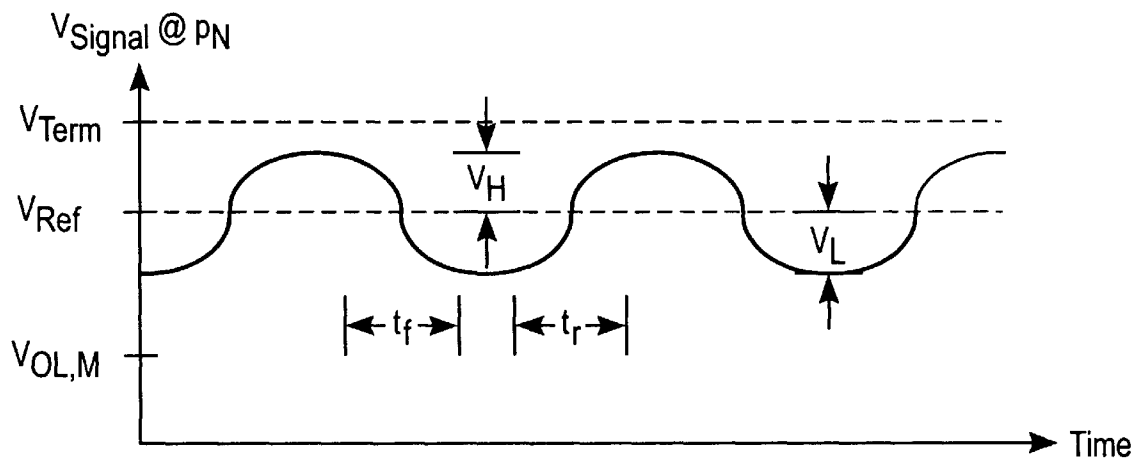 VSignal @ pN
VTerm
VH
VRef
VL
tf
tr
VOL,M
Time